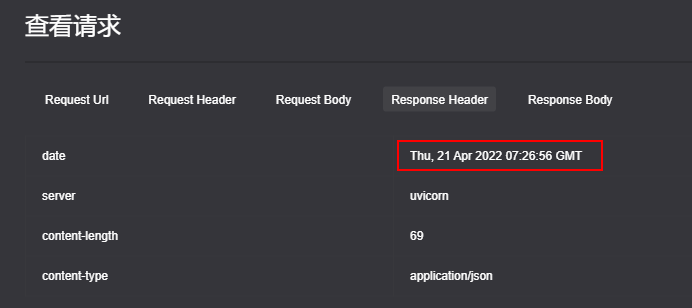 查看请求
Request Url Request Header Request Body Response Header Response Body
date Thu, 21 Apr 2022 07:26:56 GMT
server uvicorn
content-length 69
content-type application/json